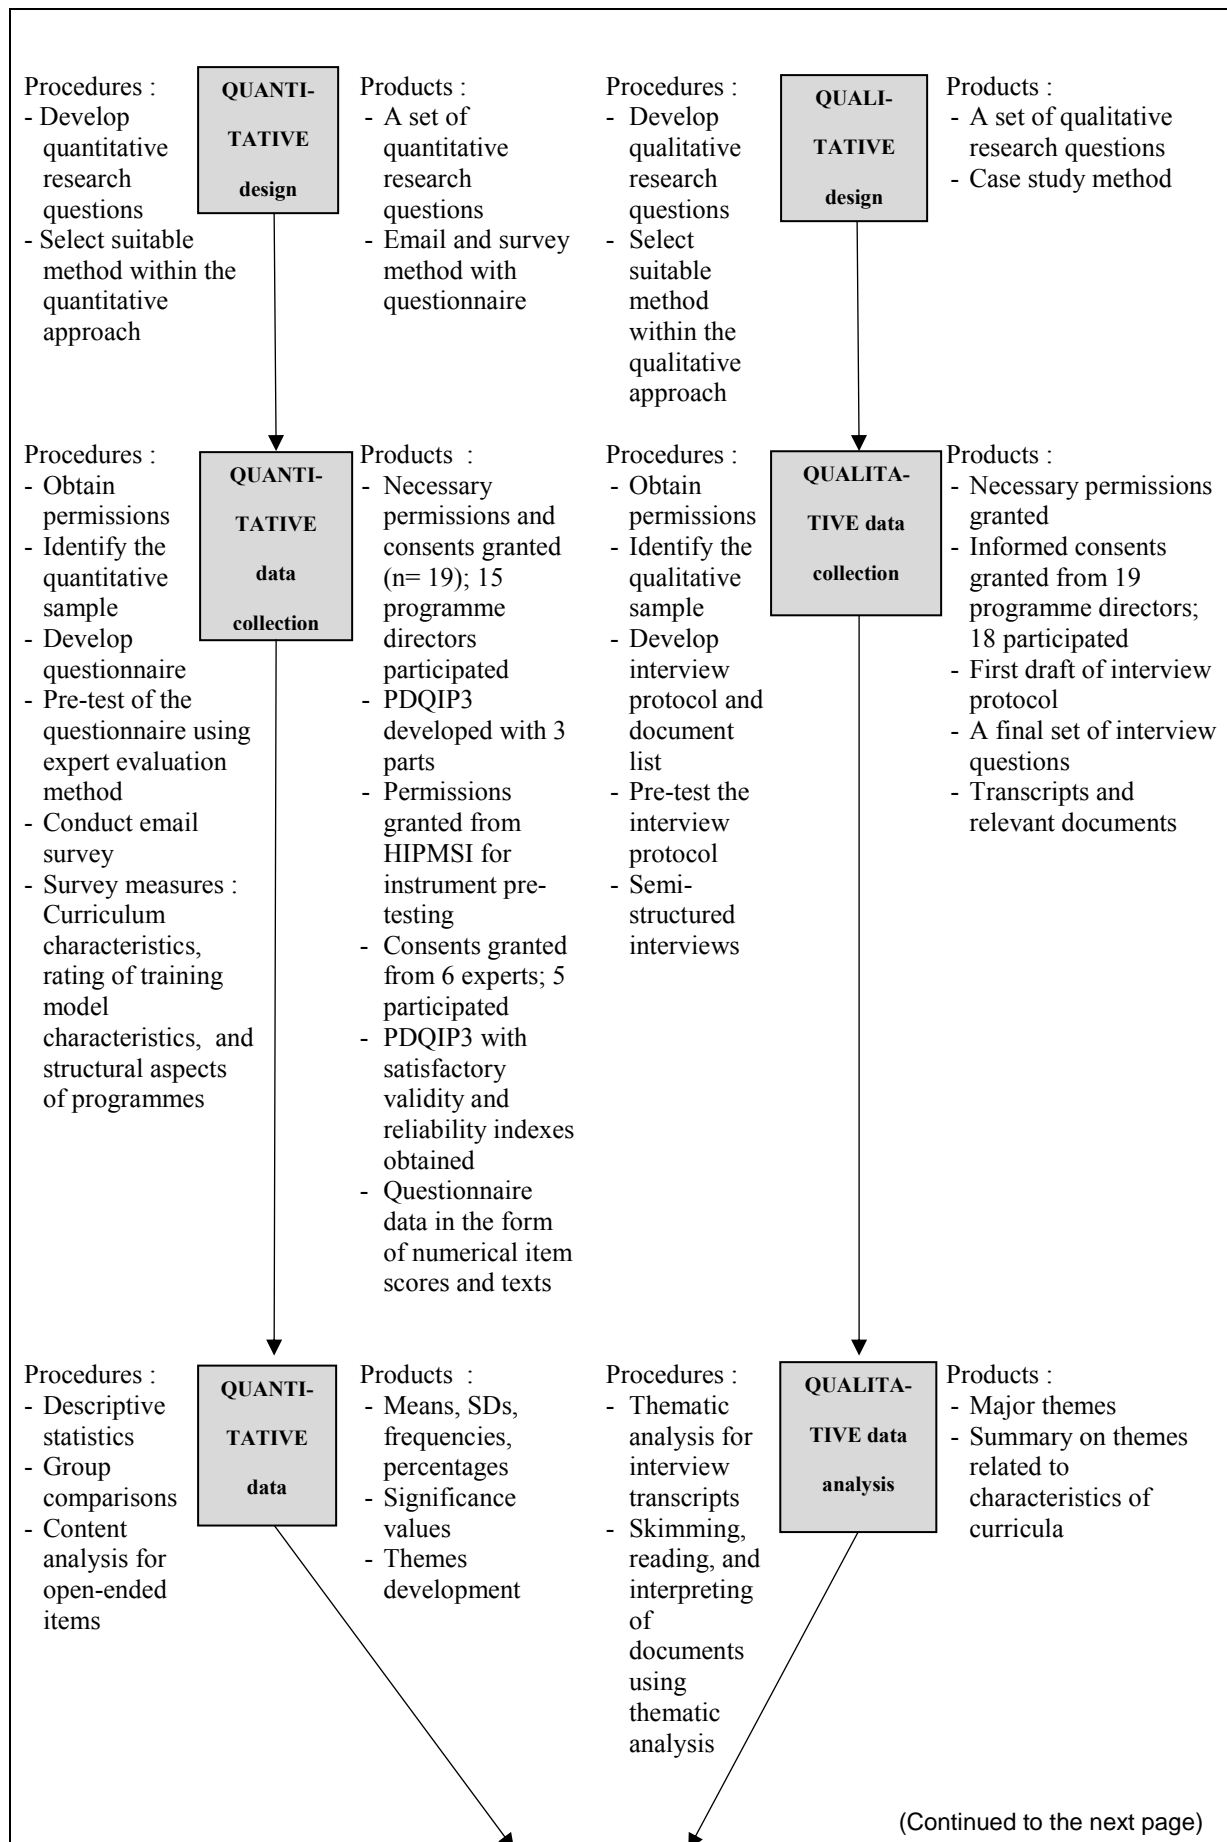 Procedures :
- Develop
quantitative
research
questions
- Select suitable
method within the
quantitative
approach
QUANTI-
TATIVE
design
Products :
- A set of
quantitative
research
questions
- Email and survey
method with
questionnaire
Procedures :
- Develop
qualitative
research
questions
- Select
suitable
method
within the
qualitative
approach
QUALI-
TATIVE
design
Products :
- A set of qualitative
research questions
- Case study method
Procedures :
- Obtain
permissions
- Identify the
quantitative
sample
- Develop
questionnaire
- Pre-test of the
questionnaire using
expert evaluation
method
- Conduct email
survey
- Survey measures :
Curriculum
characteristics,
rating of training
model
characteristics, and
structural aspects
of programmes
QUANTI-
TATIVE
data
collection
Products :
- Necessary
permissions and
consents granted
(n= 19); 15
programme
directors
participated
- PDQIP3
developed with 3
parts
- Permissions
granted from
HIPMSI for
instrument pre-
testing
- Consents granted
from 6 experts; 5
participated
- PDQIP3 with
satisfactory
validity and
reliability indexes
obtained
- Questionnaire
data in the form
of numerical item
scores and texts
Procedures :
- Obtain
permissions
- Identify the
qualitative
sample
- Develop
interview
protocol and
document
list
- Pre-test the
interview
protocol
- Semi-
structured
interviews
QUALITA-
TIVE data
collection
Products :
- Necessary permissions
granted
- Informed consents
granted from 19
programme directors;
18 participated
- First draft of interview
protocol
- A final set of interview
questions
- Transcripts and
relevant documents
Procedures :
- Descriptive
statistics
- Group
comparisons
- Content
analysis for
open-ended
items
QUANTI-
TATIVE
data
Products :
- Means, SDs,
frequencies,
percentages
- Significance
values
- Themes
development
Procedures :
- Thematic
analysis for
interview
transcripts
- Skimming,
reading, and
interpreting
of
documents
using
thematic
analysis
QUALITA-
TIVE data
analysis
Products :
- Major themes
- Summary on themes
related to
characteristics of
curricula
(Continued to the next page)